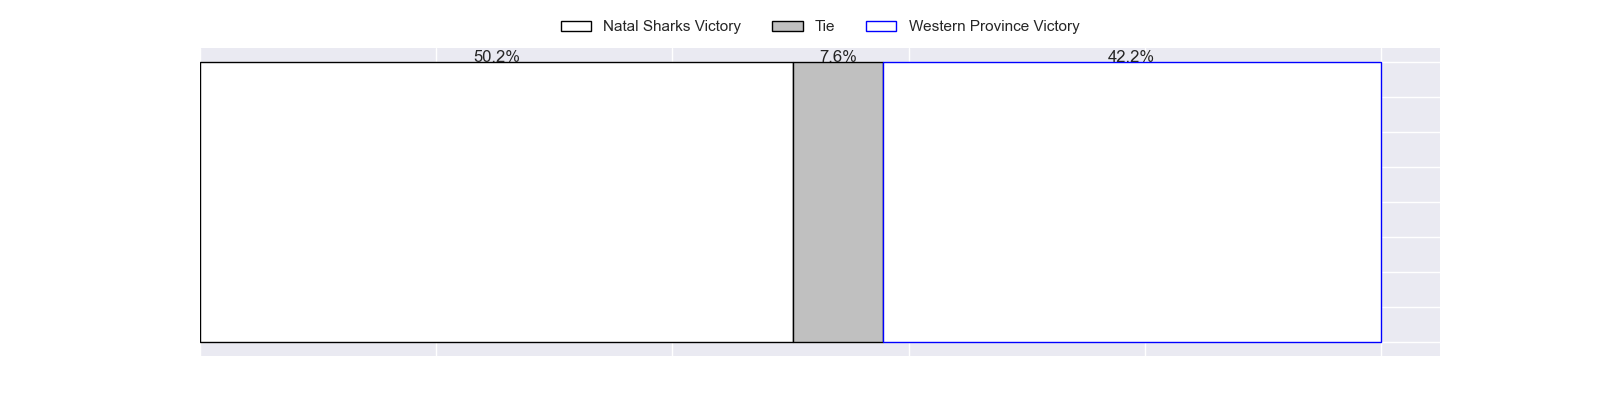 Natal Sharks Victory Tie Western Province Victory
50.2% 7.6% 42.2%